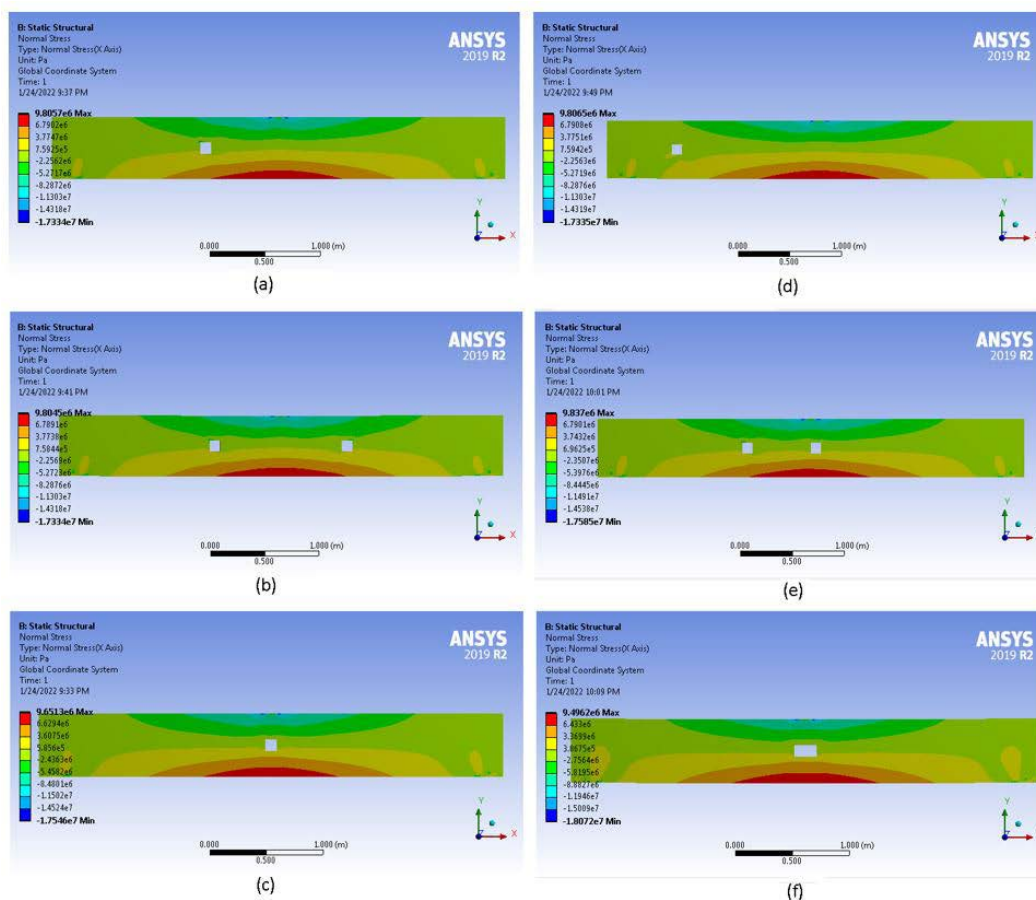 B: Static Structural
Normal Stress
Type: Normal Stress(X Axis)
Unit: Pa
Global Coordinate System
Time: 1
1/24/2022 9:37 PM
ANSYS
2019 R2
9.8057e6 Max
6.7902e6
3.7747e6
7.5925e5
-2.2562e6
-5.2717e6
-8.2872e6
-1.1303e7
-1.4318e7
-1.7334e7 Min
0.000
1.000 (m)
0.500
Y
Z
X
(a)
B: Static Structural
Normal Stress
Type: Normal Stress(X Axis)
Unit: Pa
Global Coordinate System
Time: 1
1/24/2022 9:49 PM
ANSYS
2019 R2
9.8065e6 Max
6.7908e6
3.7751e6
7.5942e5
-2.2563e6
-5.2719e6
-8.2876e6
-1.1303e7
-1.4319e7
-1.7335e7 Min
0.000
1.000 (m)
0.500
Y
Z
X
(d)
B: Static Structural
Normal Stress
Type: Normal Stress(X Axis)
Unit: Pa
Global Coordinate System
Time: 1
1/24/2022 9:41 PM
ANSYS
2019 R2
9.8045e6 Max
6.7891e6
3.7738e6
7.5844e5
-2.2569e6
-5.2723e6
-8.2876e6
-1.1303e7
-1.4318e7
-1.7334e7 Min
0.000
1.000 (m)
0.500
Y
Z
X
(b)
B: Static Structural
Normal Stress
Type: Normal Stress(X Axis)
Unit: Pa
Global Coordinate System
Time: 1
1/24/2022 10:01 PM
ANSYS
2019 R2
9.837e6 Max
6.7901e6
3.7432e6
6.9625e5
-2.3507e6
-5.3976e6
-8.4445e6
-1.1491e7
-1.4538e7
-1.7585e7 Min
0.000
1.000 (m)
0.500
Y
Z
X
(e)
B: Static Structural
Normal Stress
Type: Normal Stress(X Axis)
Unit: Pa
Global Coordinate System
Time: 1
1/24/2022 9:33 PM
ANSYS
2019 R2
9.6513e6 Max
6.6294e6
3.6075e6
5.856e5
-2.4363e6
-5.4582e6
-8.4801e6
-1.1502e7
-1.4524e7
-1.7546e7 Min
0.000
1.000 (m)
0.500
Y
Z
X
(c)
B: Static Structural
Normal Stress
Type: Normal Stress(X Axis)
Unit: Pa
Global Coordinate System
Time: 1
1/24/2022 10:09 PM
ANSYS
2019 R2
9.4962e6 Max
6.433e6
3.3699e6
3.0675e5
-2.7564e6
-5.8195e6
-8.8827e6
-1.1946e7
-1.5009e7
-1.8072e7 Min
0.000
1.000 (m)
0.500
Y
Z
X
(f)